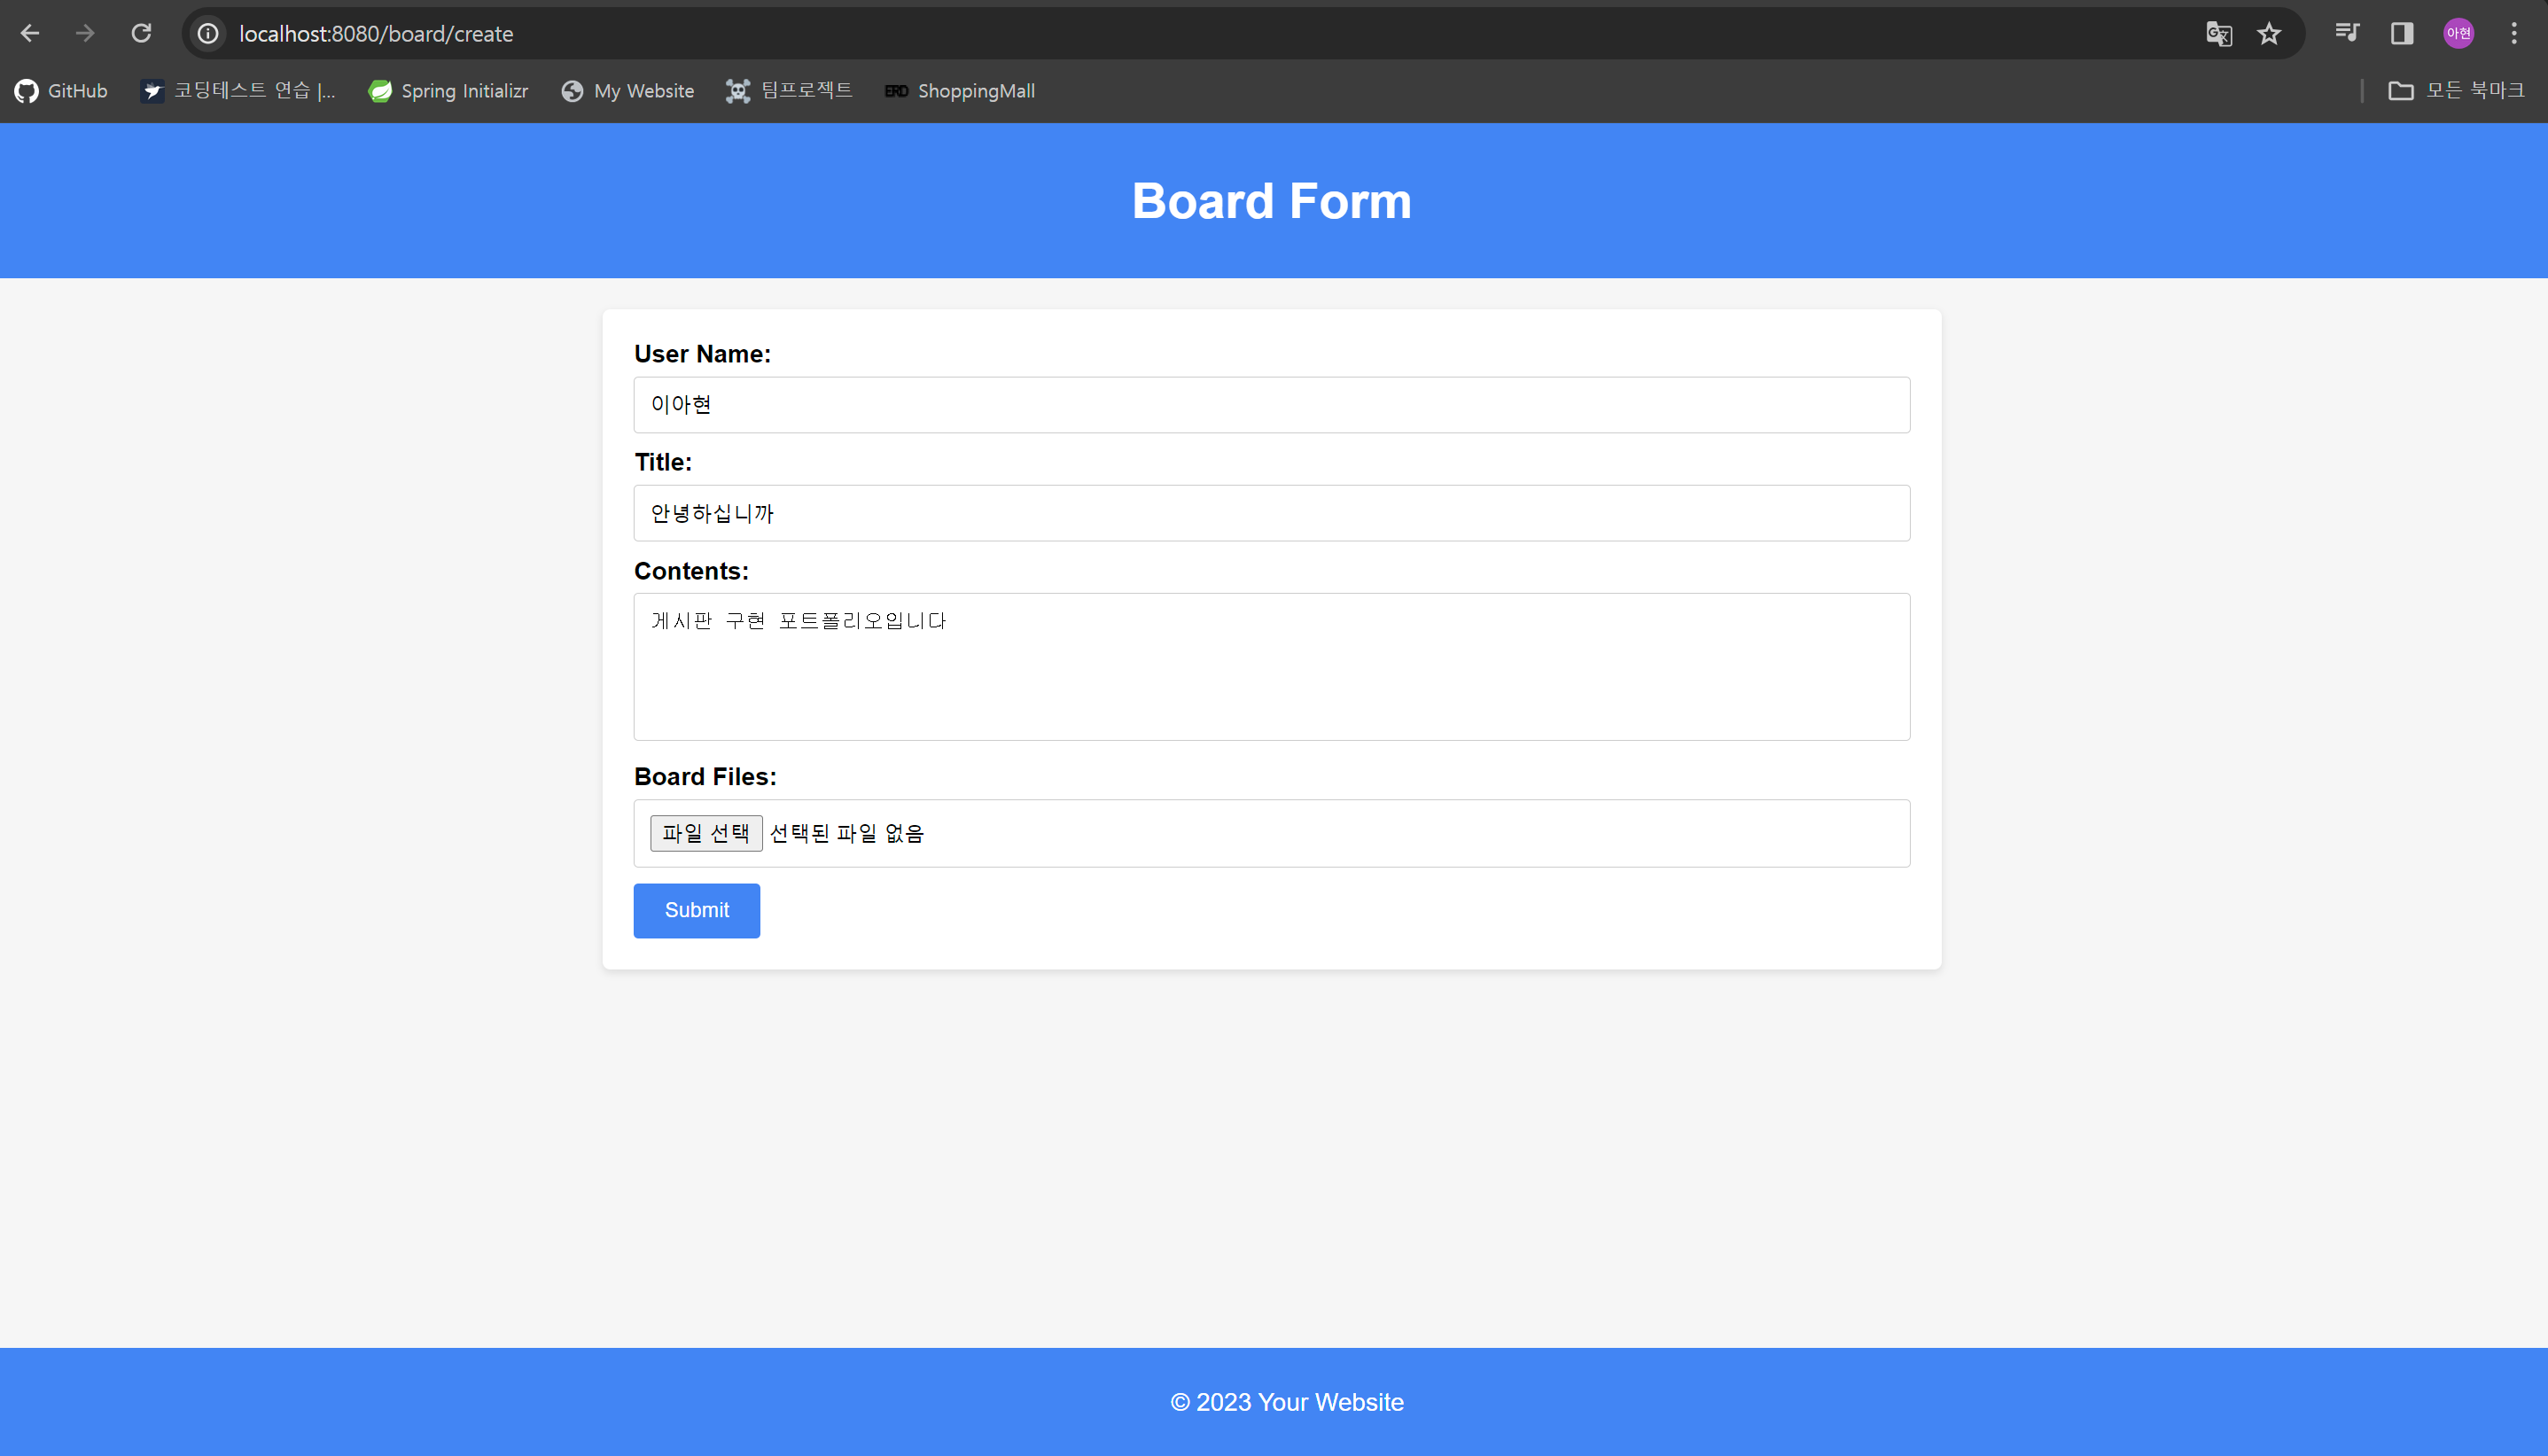 localhost:8080/board/create
아현
GitHub 코딩테스트 연습 |... Spring Initializr My Website 팀프로젝트 ERD ShoppingMall 모든 북마크
Board Form
User Name:
이아현
Title:
안녕하십니까
Contents:
게시판 구현 포트폴리오입니다
Board Files:
파일 선택 선택된 파일 없음
Submit
© 2023 Your Website